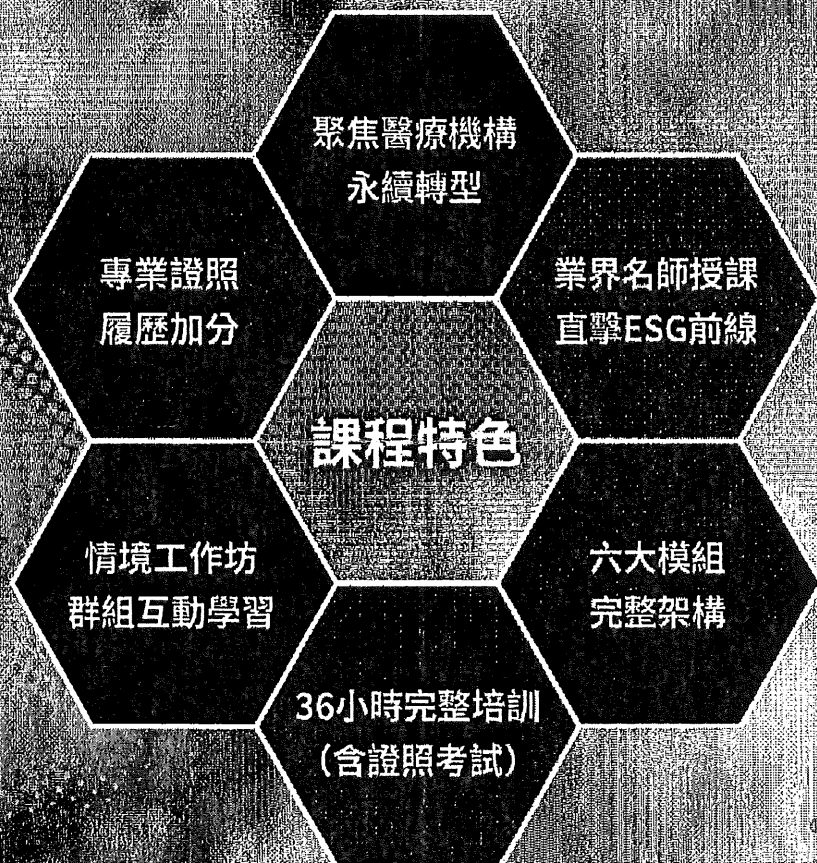 聚焦醫療機構
永續轉型
專業證照
履歷加分
業界名師授課
直擊ESG前線
課程特色
情境工作坊
群組互動學習
六大模組
完整架構
36小時完整培訓
（含證照考試）